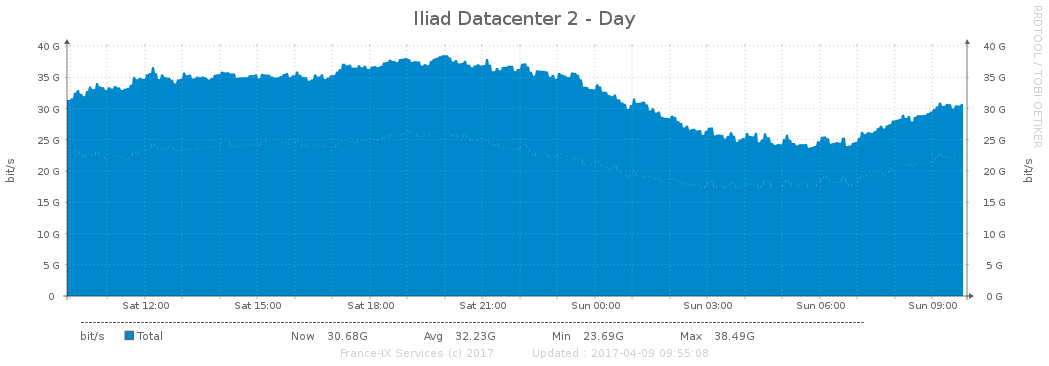 Iliad Datacenter 2 - Day
RRDTOOL / TOBI OETIKER
40 G 40 G
35 G 35 G
30 G 30 G
25 G 25 G
20 G 20 G
15 G 15 G
10 G 10 G
5 G 5 G
0 0 G
bit/s bit/s
Sat 12:00 Sat 15:00 Sat 18:00 Sat 21:00 Sun 00:00 Sun 03:00 Sun 06:00 Sun 09:00
bit/s Total Now 30.68G Avg 32.23G Min 23.69G Max 38.49G
France-IX Services (c) 2017 Updated : 2017-04-09 09:55:08